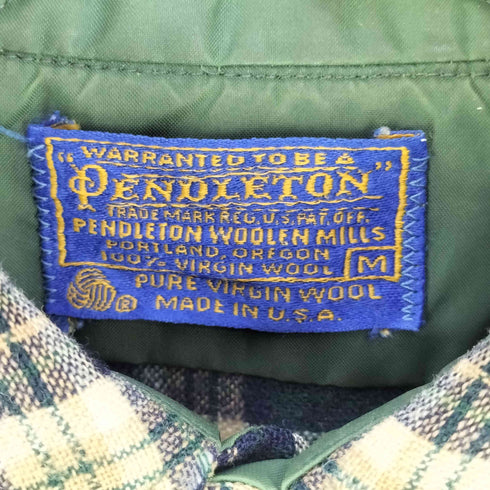 WARRANTED TO BE A
"PENDLETON"
TRADE MARK REG. U.S. PAT. OFF.
PENDLETON WOOLEN MILLS
PORTLAND, OREGON
100% VIRGIN WOOL M
PURE VIRGIN WOOL
®
MADE IN U.S.A.